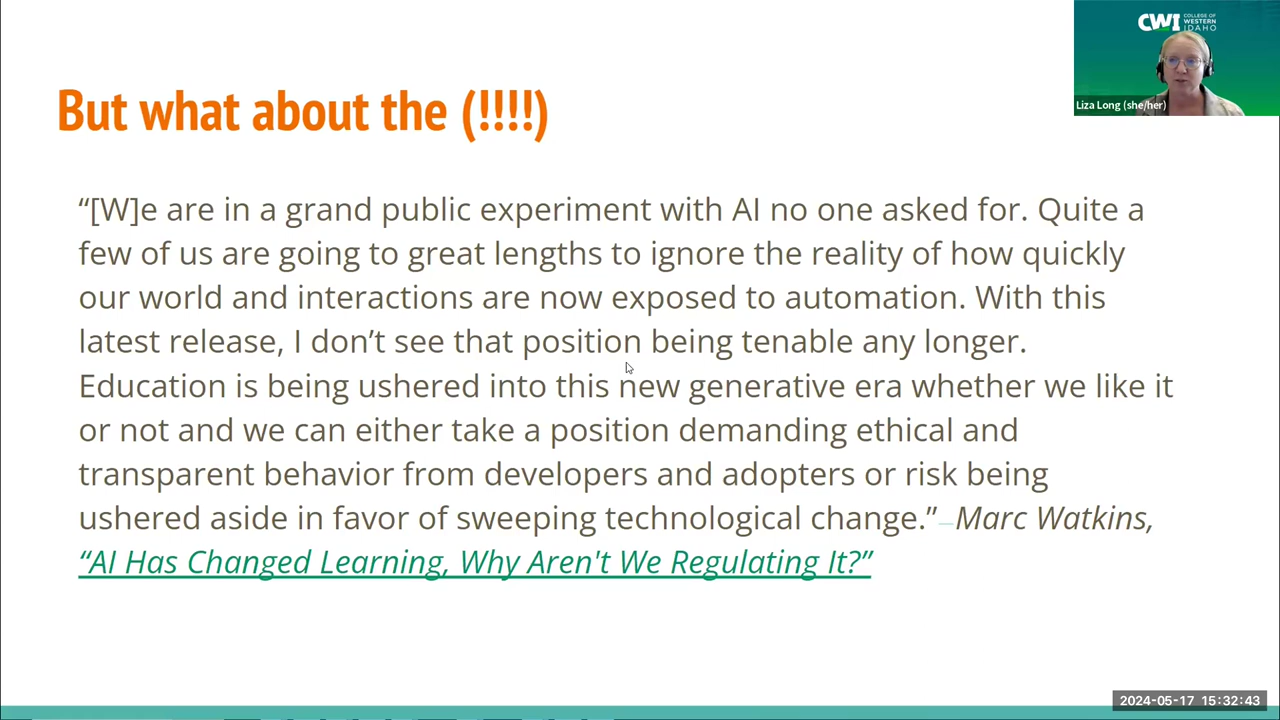 CWI COLLEGE OF
WESTERN
IDAHO
Liza Long (she/her)
But what about the (!!!!)
“[W]e are in a grand public experiment with AI no one asked for. Quite a
few of us are going to great lengths to ignore the reality of how quickly
our world and interactions are now exposed to automation. With this
latest release, I don’t see that position being tenable any longer.
Education is being ushered into this new generative era whether we like it
or not and we can either take a position demanding ethical and
transparent behavior from developers and adopters or risk being
ushered aside in favor of sweeping technological change.”—Marc Watkins,
“AI Has Changed Learning, Why Aren't We Regulating It?”
2024-05-17 15:32:43